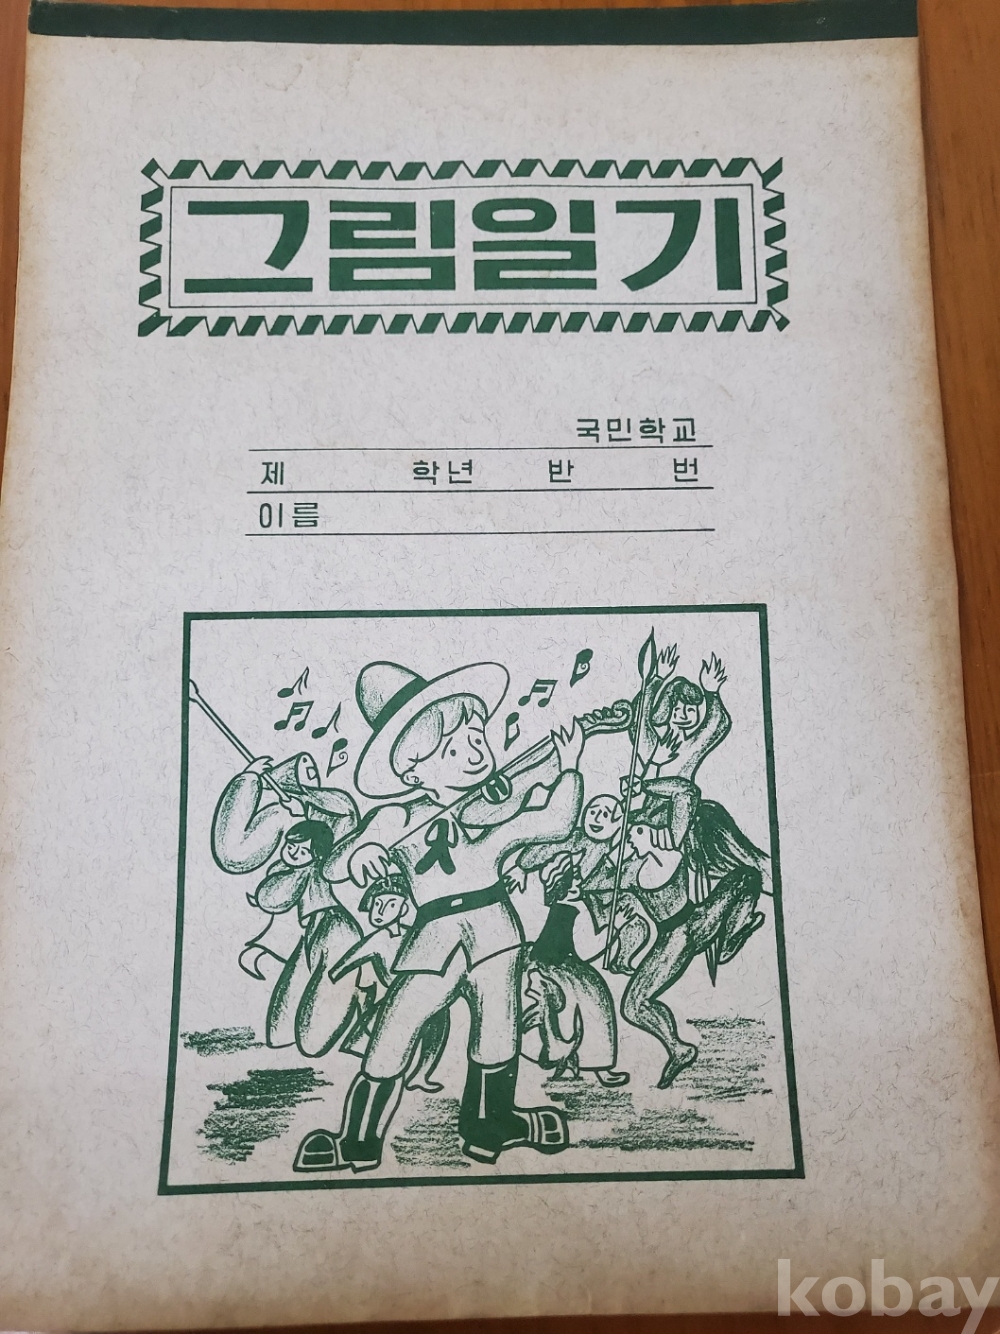 그림일기
국민학교
제 학년 반 번
이름
kobay